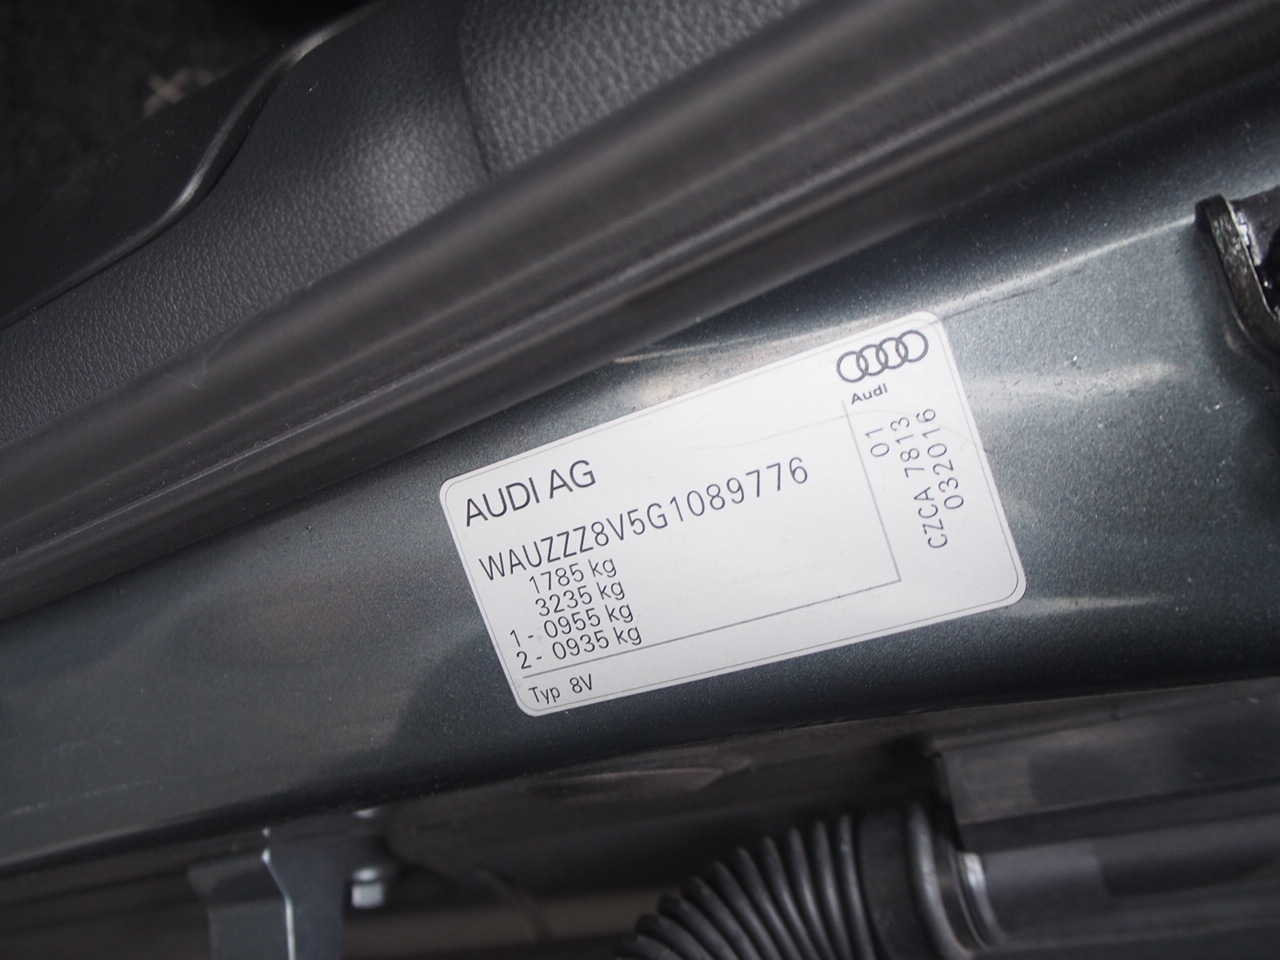 Audi
AUDI AG
WAUZZZ8V5G1089776
1785 kg
3235 kg
1 - 0955 kg
2 - 0935 kg
Typ 8V
01
CZCA 7813
032016